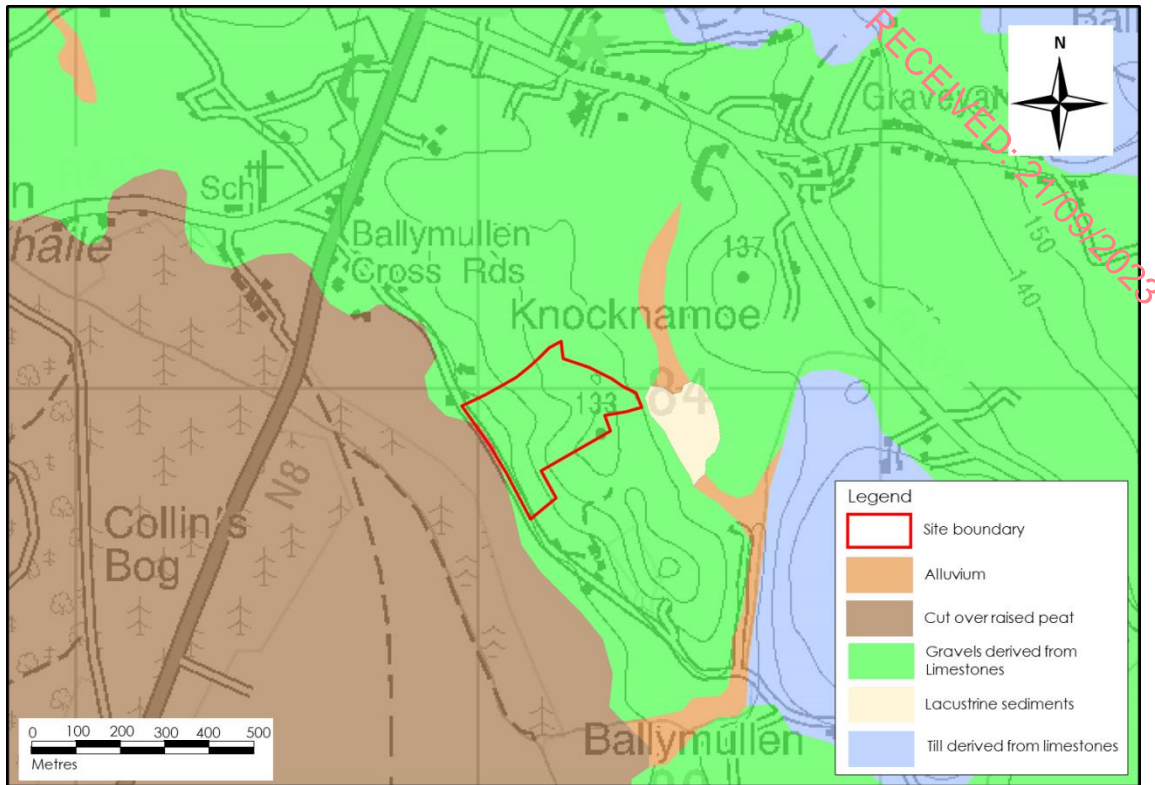 Bal
N
RECEIVED: 21/09/2023
Sch
n
Ballymullen
Cross Rds
137
150
140
Knocknamoe
84
133
N8
Collin's
Bog
Legend
Site boundary
Alluvium
Cut over raised peat
Gravels derived from
Limestones
Lacustrine sediments
Till derived from limestones
0 100 200 300 400 500
Metres
Ballymullen